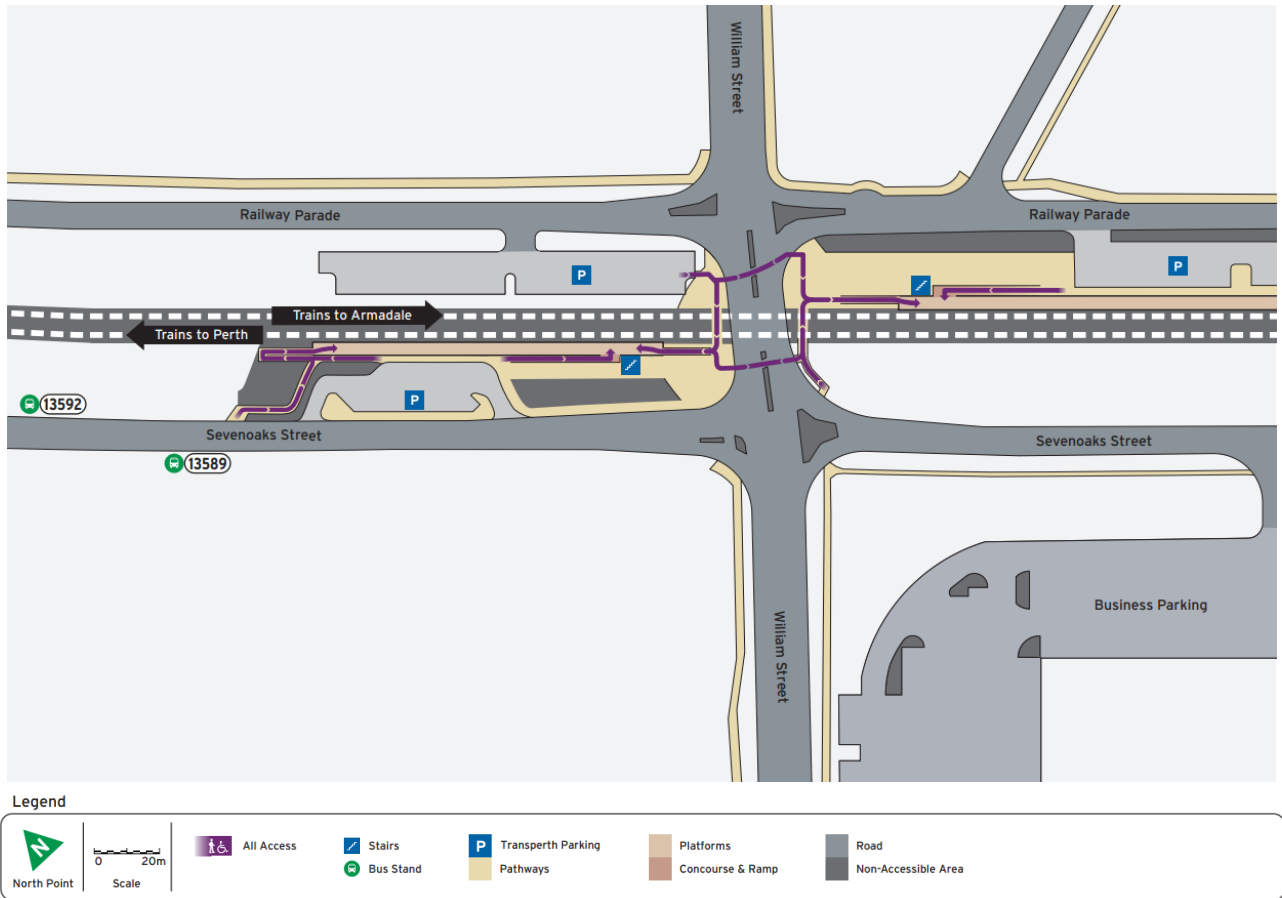 William Street
Railway Parade
Railway Parade
P
P
Trains to Armadale
Trains to Perth
13592
P
Sevenoaks Street
Sevenoaks Street
13589
Business Parking
William Street
Legend
N
North Point
0 20m
Scale
All Access
Stairs
Bus Stand
P Transperth Parking
Pathways
Platforms
Concourse & Ramp
Road
Non-Accessible Area